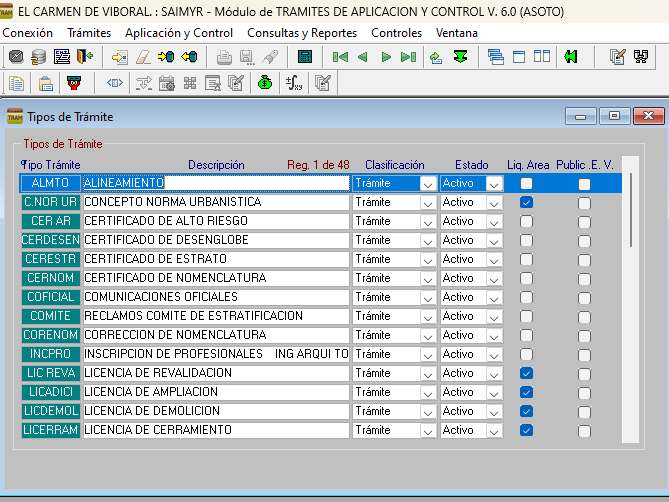 EL CARMEN DE VIBORAL. : SAIMYR - Módulo de TRAMITES DE APLICACION Y CONTROL V. 6.0 (ASOTO)
Conexión Trámites Aplicación y Control Consultas y Reportes Controles Ventana
TRAM Tipos de Trámite
Tipos de Trámite
Tipo Trámite Descripción Reg. 1 de 48 Clasificación Estado Liq. Area Public .E. V.
ALMTO ALINEAMIENTO Trámite Activo
C.NOR UR CONCEPTO NORMA URBANISTICA Trámite Activo
CER AR CERTIFICADO DE ALTO RIESGO Trámite Activo
CERDESEN CERTIFICADO DE DESENGLOBE Trámite Activo
CERESTR CERTIFICADO DE ESTRATO Trámite Activo
CERNOM CERTIFICADO DE NOMENCLATURA Trámite Activo
COFICIAL COMUNICACIONES OFICIALES Trámite Activo
COMITE RECLAMOS COMITE DE ESTRATIFICACION Trámite Activo
CORENOM CORRECCION DE NOMENCLATURA Trámite Activo
INCPRO INSCRIPCION DE PROFESIONALES ING ARQUI TO Trámite Activo
LIC REVA LICENCIA DE REVALIDACION Trámite Activo
LICADICI LICENCIA DE AMPLIACION Trámite Activo
LICDEMOL LICENCIA DE DEMOLICION Trámite Activo
LICERRAM LICENCIA DE CERRAMIENTO Trámite Activo